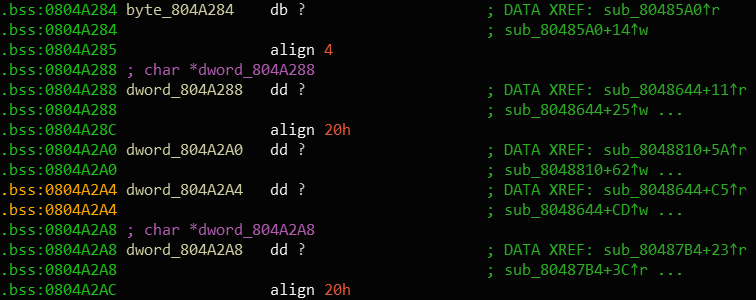 .bss:0804A284 byte_804A284    db ?                    ; DATA XREF: sub_80485A0↑r
.bss:0804A284                                         ; sub_80485A0+14↑w
.bss:0804A285                 align 4
.bss:0804A288 ; char *dword_804A288
.bss:0804A288 dword_804A288   dd ?                    ; DATA XREF: sub_8048644+11↑r
.bss:0804A288                                         ; sub_8048644+25↑w ...
.bss:0804A28C                 align 20h
.bss:0804A2A0 dword_804A2A0   dd ?                    ; DATA XREF: sub_8048810+5A↑r
.bss:0804A2A0                                         ; sub_8048810+62↑w ...
.bss:0804A2A4 dword_804A2A4   dd ?                    ; DATA XREF: sub_8048644+C5↑r
.bss:0804A2A4                                         ; sub_8048644+CD↑w ...
.bss:0804A2A8 ; char *dword_804A2A8
.bss:0804A2A8 dword_804A2A8   dd ?                    ; DATA XREF: sub_80487B4+23↑r
.bss:0804A2A8                                         ; sub_80487B4+3C↑r ...
.bss:0804A2AC                 align 20h